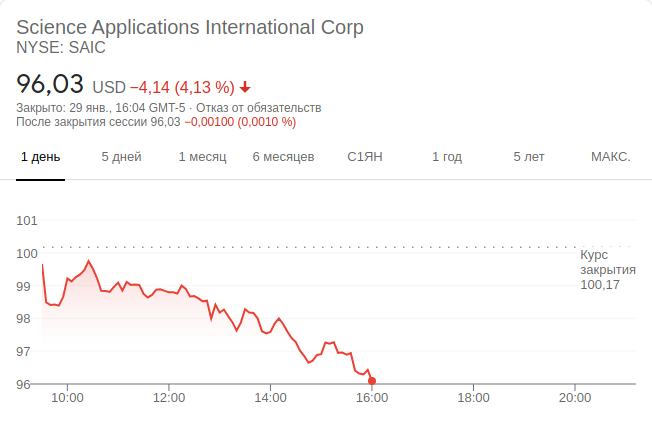 Science Applications International Corp
NYSE: SAIC
96,03 USD −4,14 (4,13 %)
Закрыто: 29 янв., 16:04 GMT-5 · Отказ от обязательств
После закрытия сессии 96,03 −0,00100 (0,0010 %)
1 день 5 дней 1 месяц 6 месяцев С1ЯН 1 год 5 лет МАКС.
101
100
99
98
97
96
Курс
закрытия
100,17
10:00 12:00 14:00 16:00 18:00 20:00